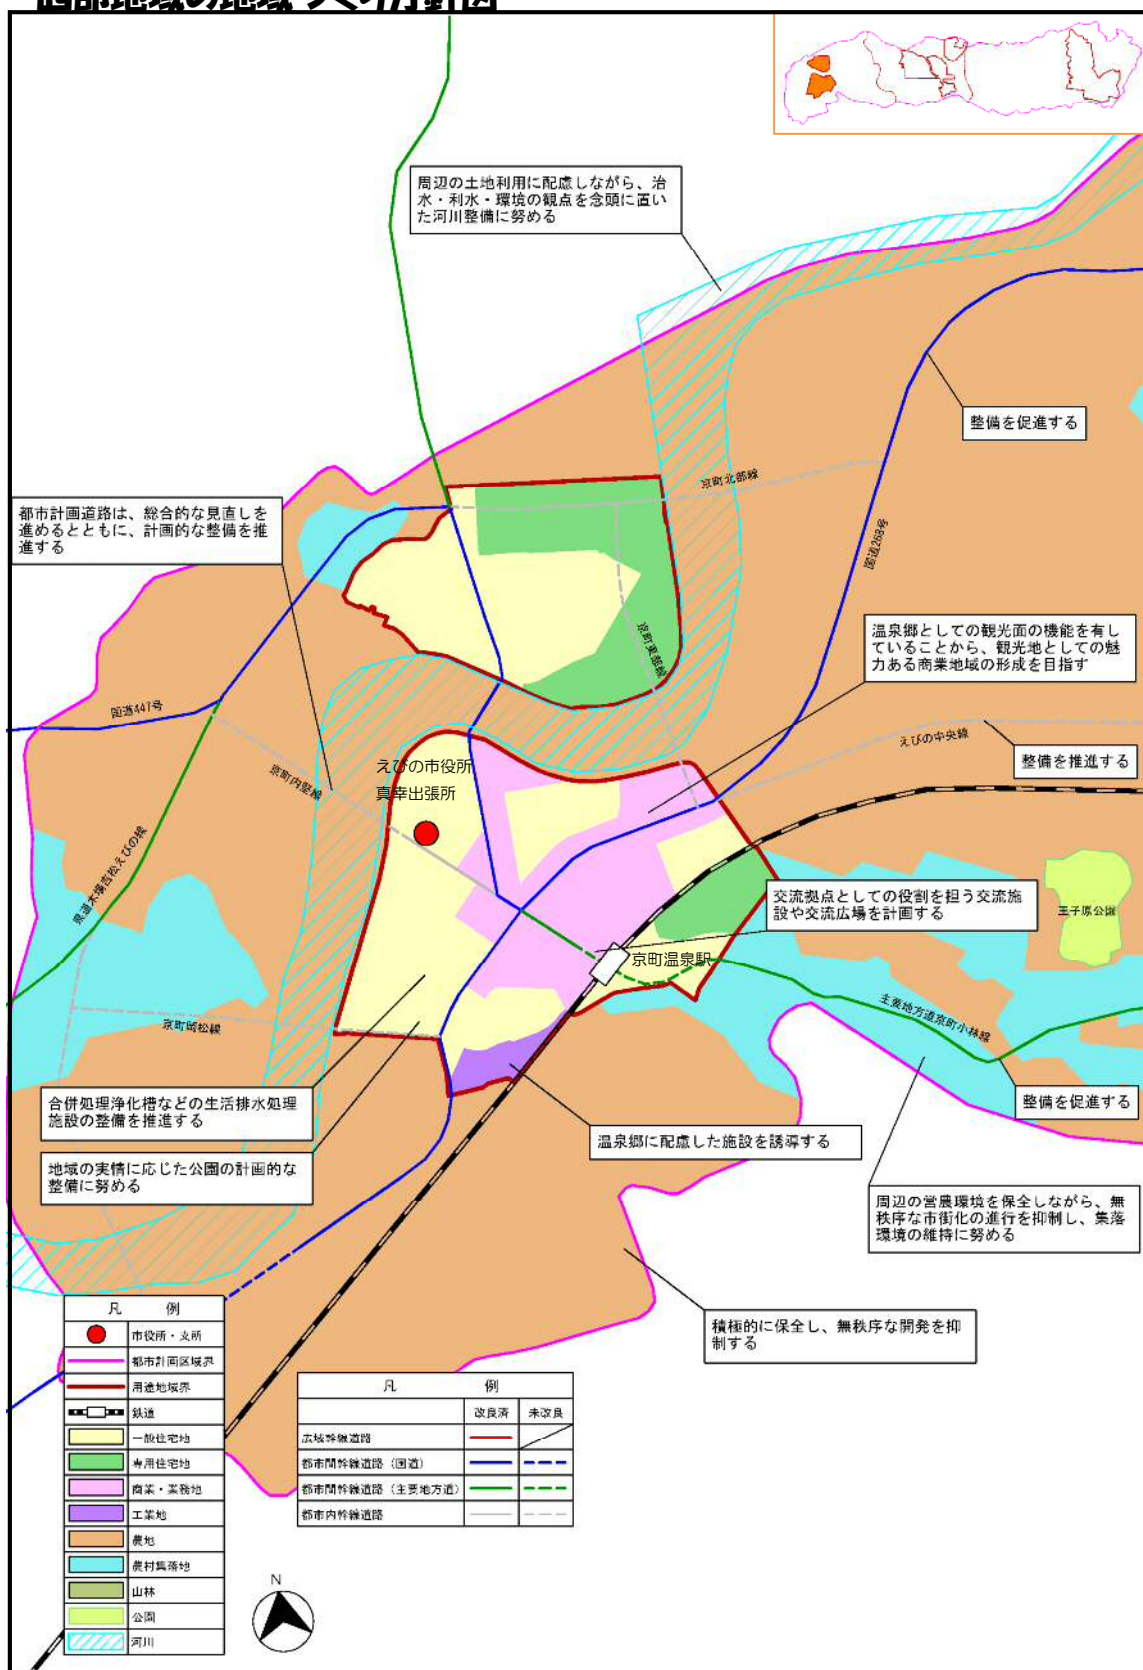 西部地域の地域づくり方針図
周辺の土地利用に配慮しながら、治
水・利水・環境の観点を念頭に置い
た河川整備に努める
整備を促進する
京町北部線
都市計画道路は、総合的な見直しを
進めるとともに、計画的な整備を推
進する
国道268号
温泉郷としての観光面の機能を有し
ていることから、観光地としての魅
力ある商業地域の形成を目指す
京町東部線
国道447号
えびの中央線
えびの市役所
真幸出張所
京町内竪線
整備を推進する
県道木場吉松えびの線
交流拠点としての役割を担う交流施
設や交流広場を計画する
王子原公園
京町温泉駅
主要地方道京町小林線
京町岡松線
合併処理浄化槽などの生活排水処理
施設の整備を推進する
整備を促進する
温泉郷に配慮した施設を誘導する
地域の実情に応じた公園の計画的な
整備に努める
周辺の営農環境を保全しながら、無
秩序な市街化の進行を抑制し、集落
環境の維持に努める
積極的に保全し、無秩序な開発を抑
制する
凡 例
市役所・支所
都市計画区域界
用途地域界
鉄道
一般住宅地
専用住宅地
商業・業務地
工業地
農地
農村集落地
山林
公園
河川
凡 例
改良済 未改良
広域幹線道路
都市間幹線道路（国道）
都市間幹線道路（主要地方道）
都市内幹線道路
N